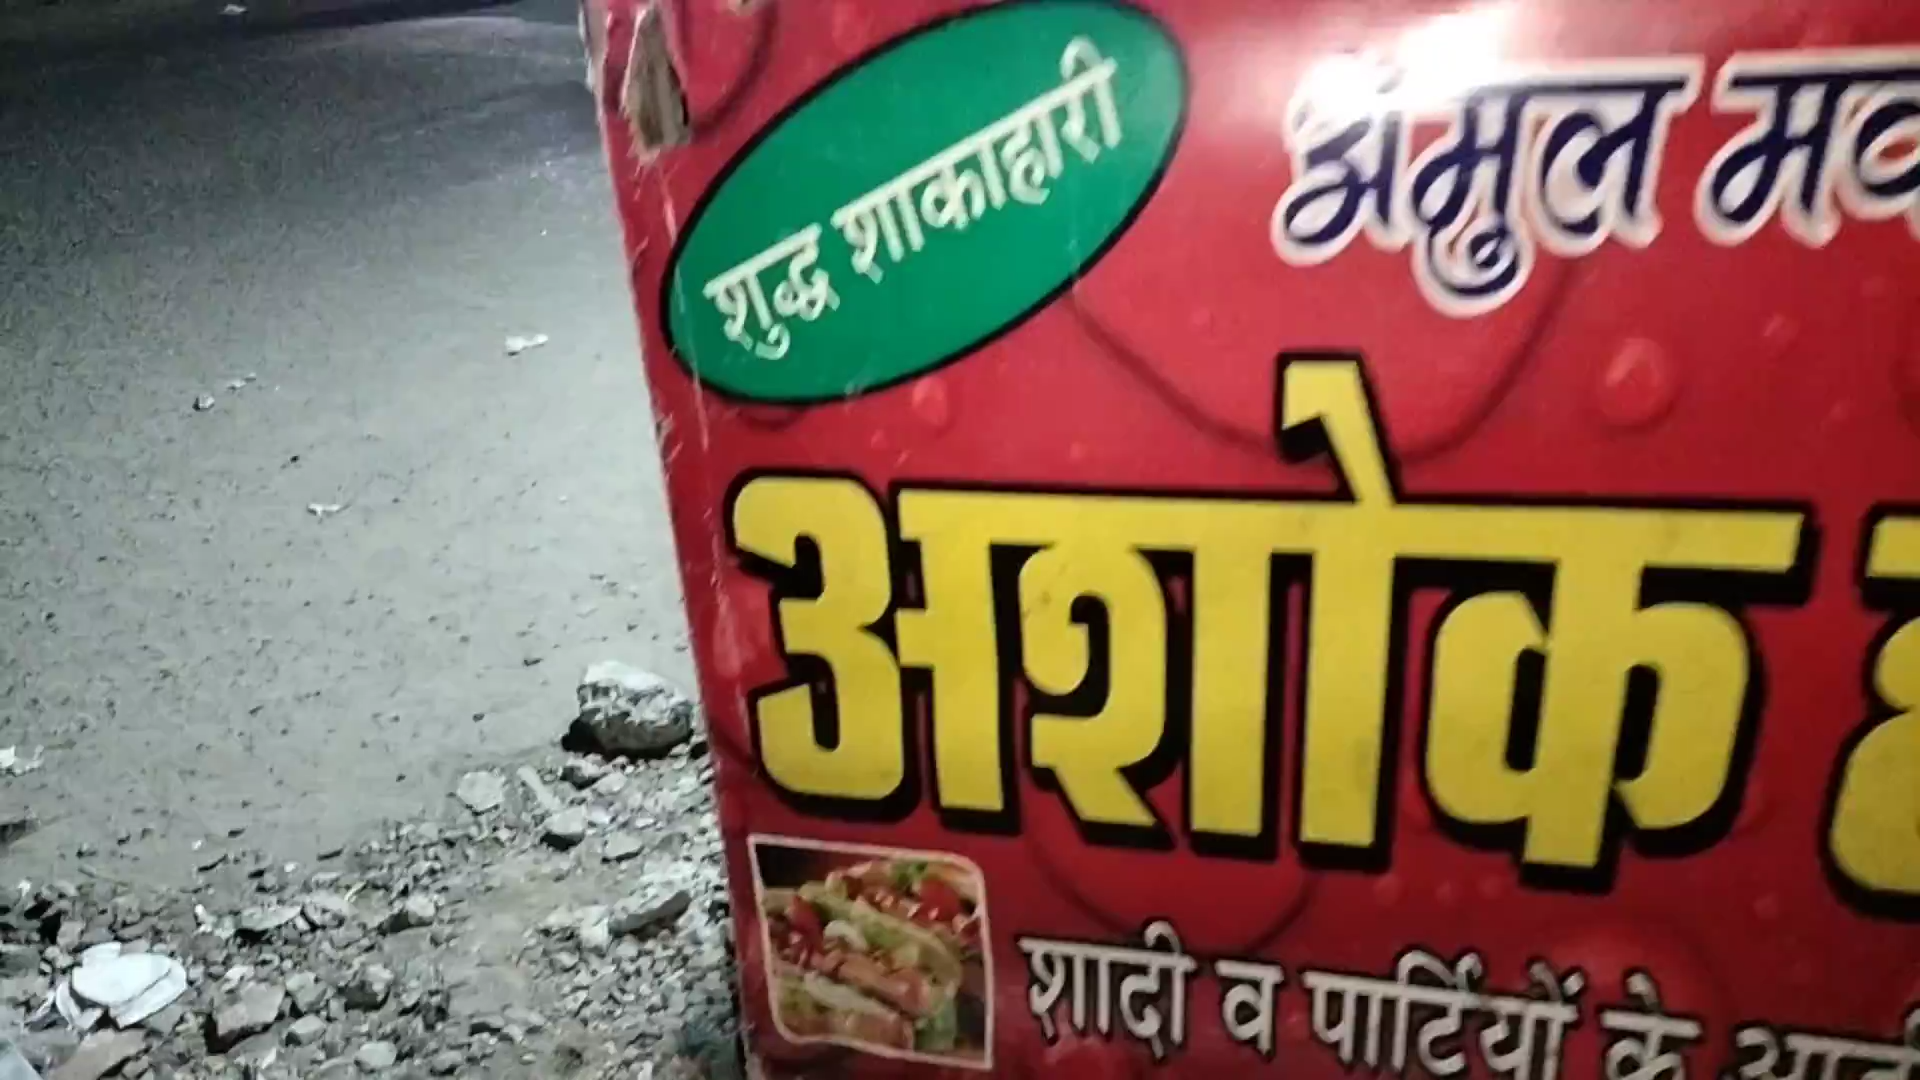 शुद्ध शाकाहारी
अमुल
अशोक
शादी व पार्टियों के